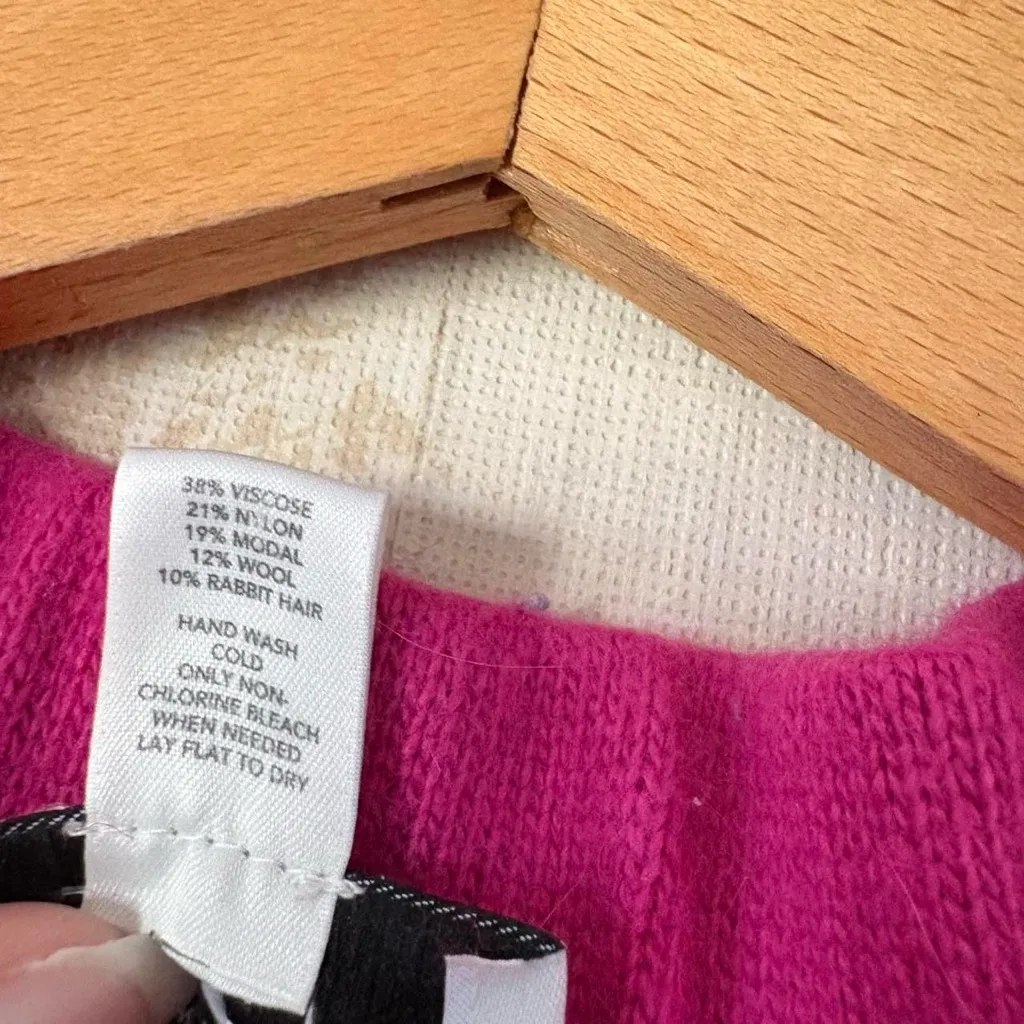 38% VISCOSE
21% NYLON
19% MODAL
12% WOOL
10% RABBIT HAIR
HAND WASH
COLD
ONLY NON-
CHLORINE BLEACH
WHEN NEEDED
LAY FLAT TO DRY